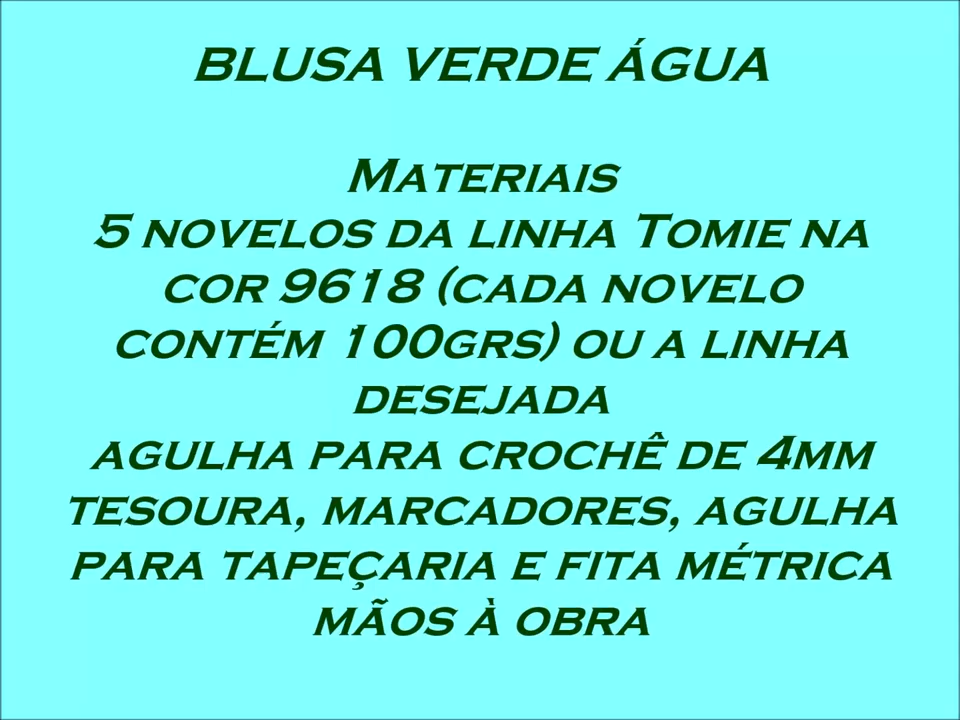 BLUSA VERDE ÁGUA
MATERIAIS
5 NOVELOS DA LINHA TOMIE NA
COR 9618 (CADA NOVELO
CONTÉM 100GRS) OU A LINHA
DESEJADA
AGULHA PARA CROCHÊ DE 4MM
TESOURA, MARCADORES, AGULHA
PARA TAPEÇARIA E FITA MÉTRICA
MÃOS À OBRA